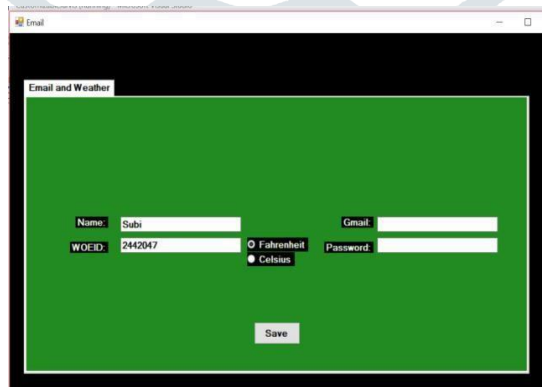 Email
Email and Weather
Name: Subi
Gmail:
WOEID: 2442047
Fahrenheit
Password:
Celsius
Save